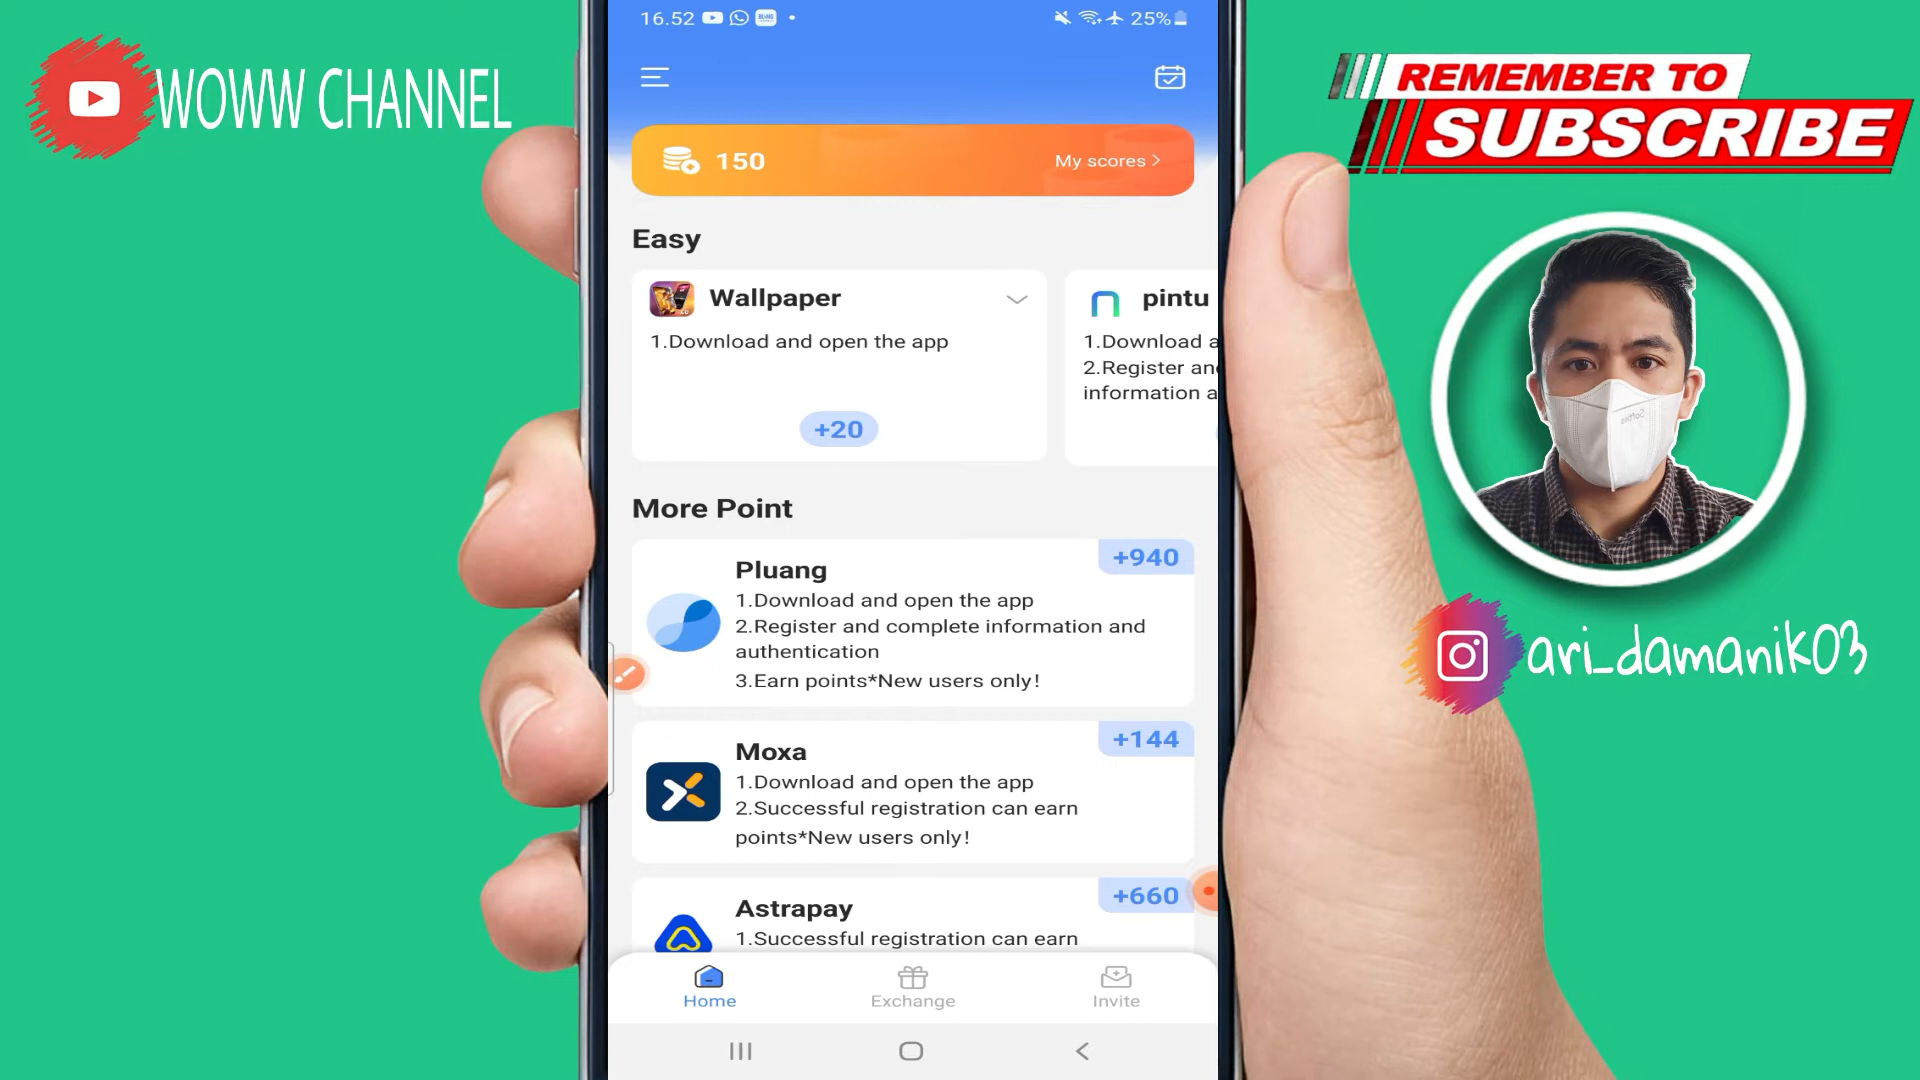 WOWW CHANNEL
16.52
25%
150
My scores >
Easy
Wallpaper
1.Download and open the app
+20
pintu
1.Download a
2.Register an
information a
More Point
Pluang
+940
1.Download and open the app
2.Register and complete information and
authentication
3.Earn points*New users only!
Moxa
+144
1.Download and open the app
2.Successful registration can earn
points*New users only!
Astrapay
+660
1.Successful registration can earn
Home
Exchange
Invite
REMEMBER TO
SUBSCRIBE
ari_damanik03